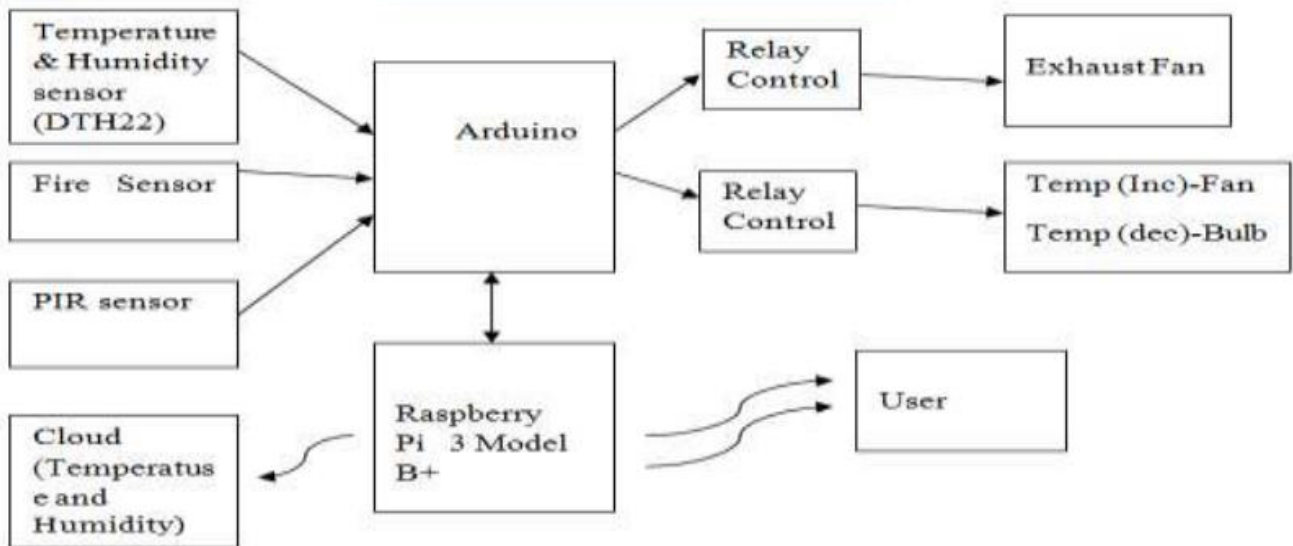 Temperature
& Humidity
sensor
(DTH22)
Fire Sensor
PIR sensor
Cloud
(Temperatus
e and
Humidity)
Arduino
Raspberry
Pi 3 Model
B+
Relay
Control
Relay
Control
Exhaust Fan
Temp (Inc)-Fan
Temp (dec)-Bulb
User